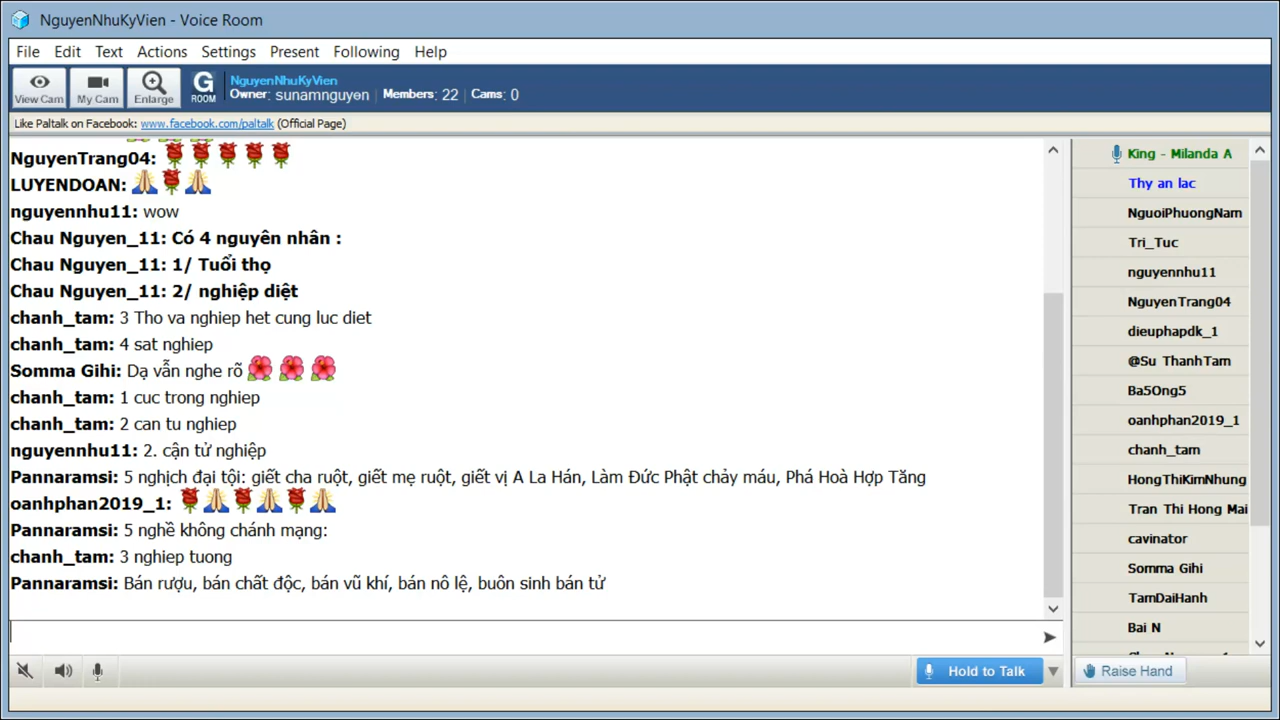 NguyenNhuKyVien - Voice Room
File Edit Text Actions Settings Present Following Help
View Cam My Cam Enlarge G ROOM
NguyenNhuKyVien
Owner: sunamnguyen Members: 22 Cams: 0
Like Paltalk on Facebook: www.facebook.com/paltalk (Official Page)
NguyenTrang04:
LUYENDOAN:
nguyennhu11: wow
Chau Nguyen_11: Có 4 nguyên nhân :
Chau Nguyen_11: 1/ Tuổi thọ
Chau Nguyen_11: 2/ nghiệp diệt
chanh_tam: 3 Tho va nghiep het cung luc diet
chanh_tam: 4 sat nghiep
Somma Gihi: Dạ vẫn nghe rõ
chanh_tam: 1 cuc trong nghiep
chanh_tam: 2 can tu nghiep
nguyennhu11: 2. cận tử nghiệp
Pannaramsi: 5 nghịch đại tội: giết cha ruột, giết mẹ ruột, giết vị A La Hán, Làm Đức Phật chảy máu, Phá Hoà Hợp Tăng
oanhphan2019_1:
Pannaramsi: 5 nghề không chánh mạng:
chanh_tam: 3 nghiep tuong
Pannaramsi: Bán rượu, bán chất độc, bán vũ khí, bán nô lệ, buôn sinh bán tử
King - Milanda A
Thy an lac
NguoiPhuongNam
Tri_Tuc
nguyennhu11
NguyenTrang04
dieuphapdk_1
@Su ThanhTam
Ba5Ong5
oanhphan2019_1
chanh_tam
HongThiKimNhung
Tran Thi Hong Mai
cavinator
Somma Gihi
TamDaiHanh
Bai N
Hold to Talk
Raise Hand